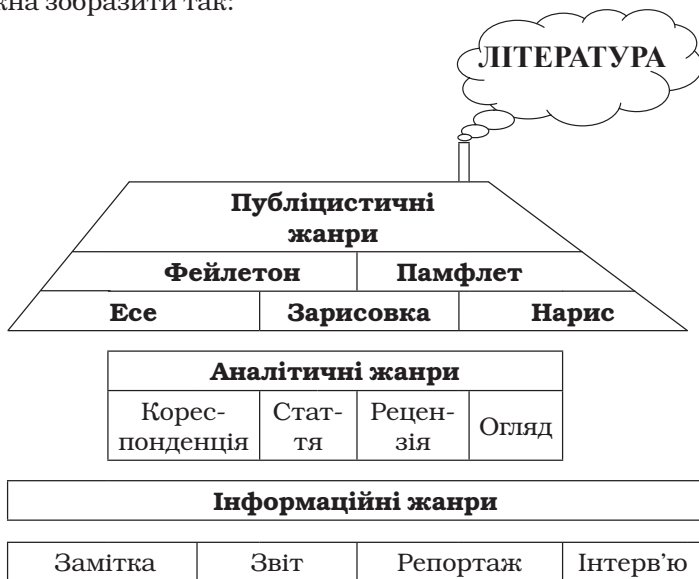 жна зобразити так:
ЛІТЕРАТУРА
Публіцистичні
жанри
Фейлетон Памфлет
Есе Зарисовка Нарис
Аналітичні жанри
Корес- Стат- Рецен- Огляд
понденція тя зія
Інформаційні жанри
Замітка Звіт Репортаж Інтерв'ю